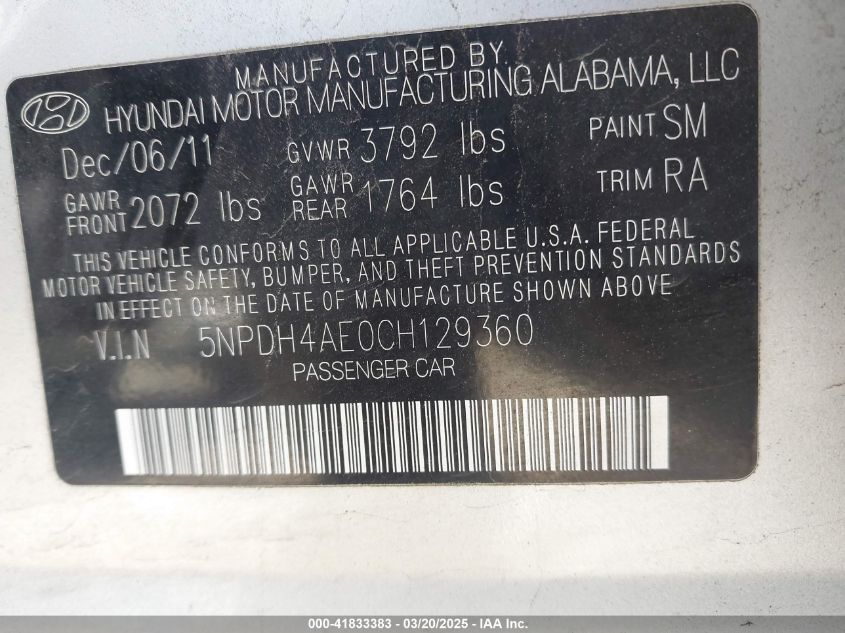 MANUFACTURED BY
HYUNDAI MOTOR MANUFACTURING ALABAMA, LLC
Dec/06/11 GVWR 3792 lbs PAINT SM
GAWR FRONT 2072 lbs GAWR REAR 1764 lbs TRIM RA
THIS VEHICLE CONFORMS TO ALL APPLICABLE U.S.A. FEDERAL
MOTOR VEHICLE SAFETY, BUMPER, AND THEFT PREVENTION STANDARDS
IN EFFECT ON THE DATE OF MANUFACTURE SHOWN ABOVE
V.I.N 5NPDH4AE0CH129360
PASSENGER CAR
000-41833383 - 03/20/2025 - IAA Inc.